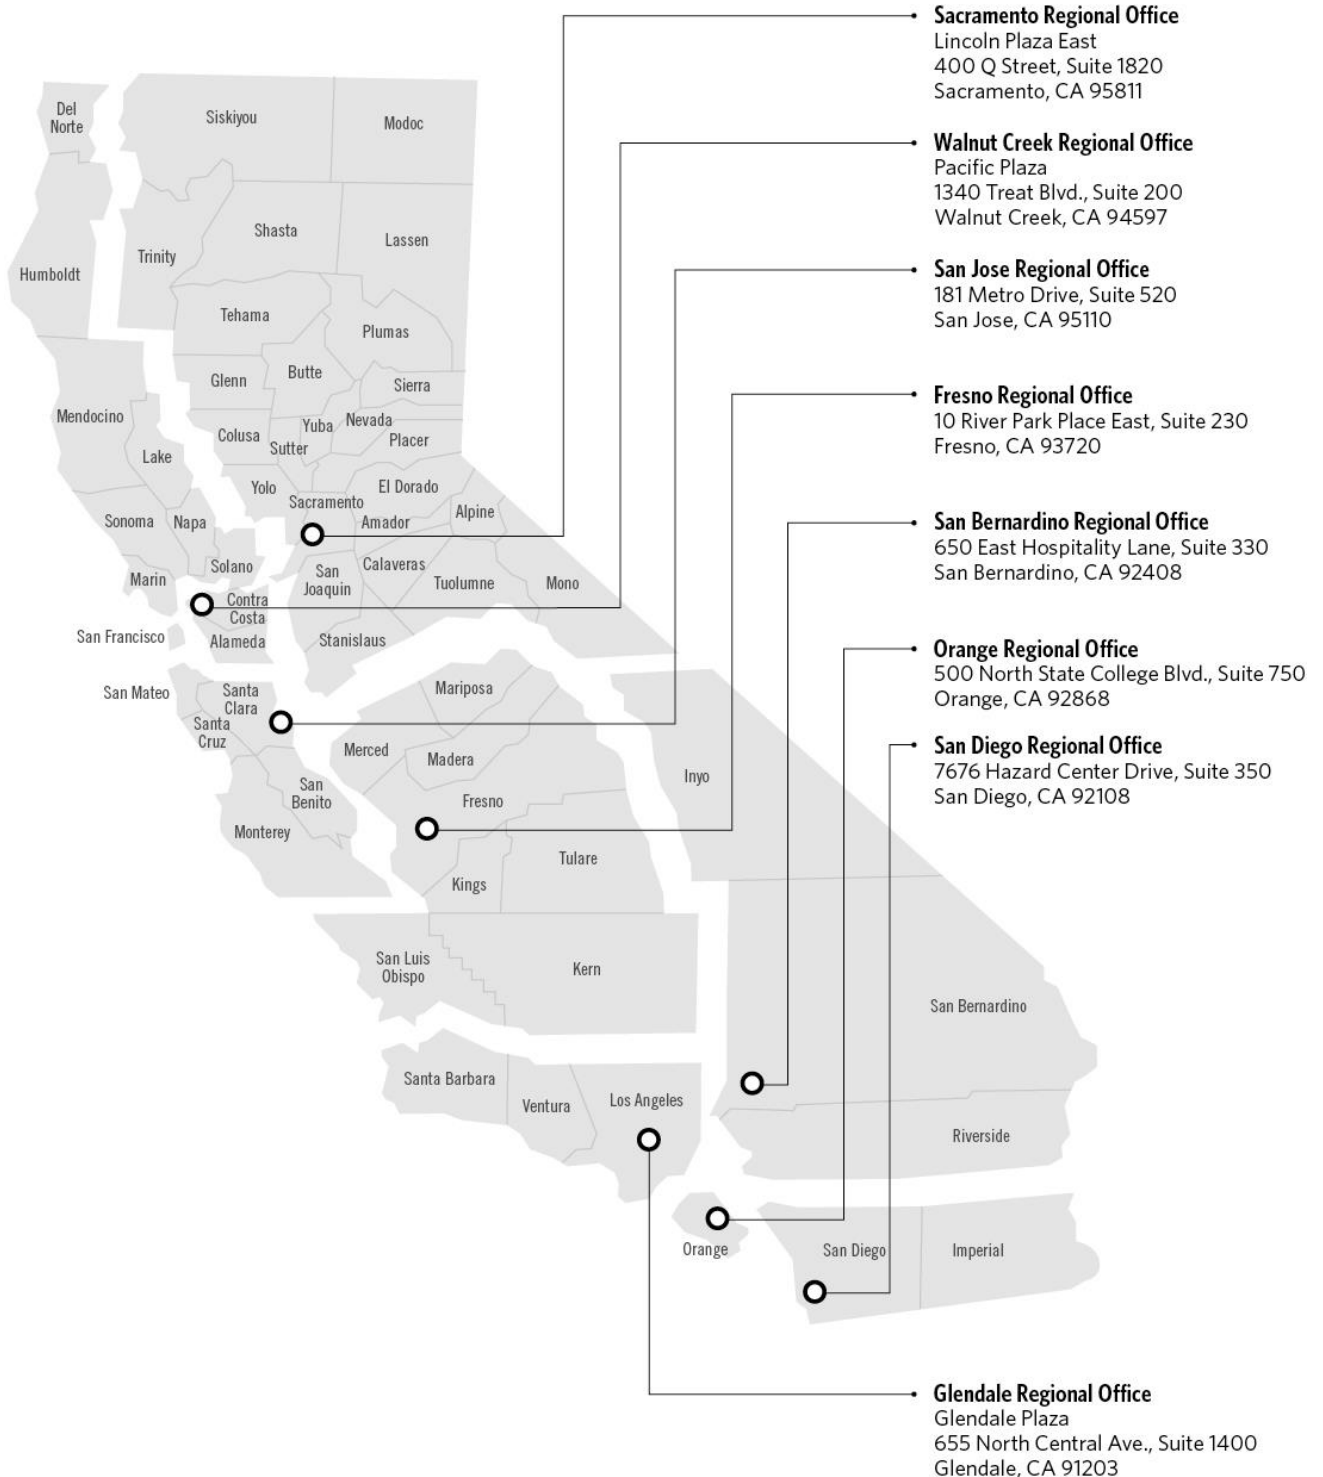 Sacramento Regional Office
Lincoln Plaza East
400 Q Street, Suite 1820
Sacramento, CA 95811
Walnut Creek Regional Office
Pacific Plaza
1340 Treat Blvd., Suite 200
Walnut Creek, CA 94597
San Jose Regional Office
181 Metro Drive, Suite 520
San Jose, CA 95110
Fresno Regional Office
10 River Park Place East, Suite 230
Fresno, CA 93720
San Bernardino Regional Office
650 East Hospitality Lane, Suite 330
San Bernardino, CA 92408
Orange Regional Office
500 North State College Blvd., Suite 750
Orange, CA 92868
San Diego Regional Office
7676 Hazard Center Drive, Suite 350
San Diego, CA 92108
Glendale Regional Office
Glendale Plaza
655 North Central Ave., Suite 1400
Glendale, CA 91203
Del
Norte
Siskiyou
Modoc
Humboldt
Trinity
Shasta
Lassen
Tehama
Plumas
Glenn
Butte
Sierra
Mendocino
Lake
Colusa
Sutter
Yuba
Nevada
Placer
Yolo
Sacramento
El Dorado
Amador
Alpine
Sonoma
Napa
Solano
Marin
San
Joaquin
Calaveras
Tuolumne
Mono
Contra
Costa
San Francisco
Alameda
Stanislaus
San Mateo
Santa
Clara
Santa
Cruz
Mariposa
Merced
Madera
Inyo
San
Benito
Fresno
Monterey
Tulare
Kings
San Luis
Obispo
Kern
San Bernardino
Santa Barbara
Ventura
Los Angeles
Riverside
Orange
San Diego
Imperial